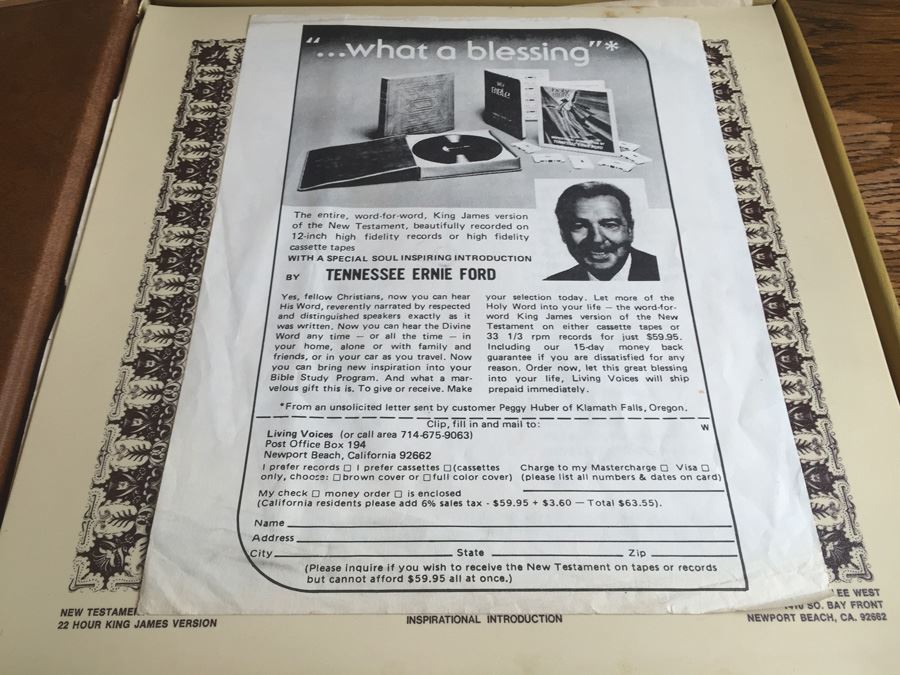 "...what a blessing"*
The entire, word-for-word, King James version
of the New Testament, beautifully recorded on
12-inch high fidelity records or high fidelity
cassette tapes
WITH A SPECIAL SOUL INSPIRING INTRODUCTION
BY TENNESSEE ERNIE FORD
Yes, fellow Christians, now you can hear
His Word, reverently narrated by respected
and distinguished speakers exactly as it
was written. Now you can hear the Divine
Word any time — or all the time — in
your home, alone or with family and
friends, or in your car as you travel. Now
you can bring new inspiration into your
Bible Study Program. And what a mar-
velous gift this is. To give or receive. Make
your selection today. Let more of the
Holy Word into your life — the word-for-
word King James version of the New
Testament on either cassette tapes or
33 1/3 rpm records for just $59.95.
Including our 15-day money back
guarantee if you are dissatisfied for any
reason. Order now, let this great blessing
into your life, Living Voices will ship
prepaid immediately.
*From an unsolicited letter sent by customer Peggy Huber of Klamath Falls, Oregon.
Clip, fill in and mail to:
W
Living Voices (or call area 714-675-9063)
Post Office Box 194
Newport Beach, California 92662
I prefer records □ I prefer cassettes □ (cassettes
only, choose: □ brown cover or □ full color cover)
Charge to my Mastercharge □ Visa □
(please list all numbers & dates on card)
My check □ money order □ is enclosed
(California residents please add 6% sales tax - $59.95 + $3.60 — Total $63.55).
Name
Address
City State Zip
(Please inquire if you wish to receive the New Testament on tapes or records
but cannot afford $59.95 all at once.)
NEW TESTAME
22 HOUR KING JAMES VERSION
INSPIRATIONAL INTRODUCTION
EE WEST
SO. BAY FRONT
NEWPORT BEACH, CA. 92662